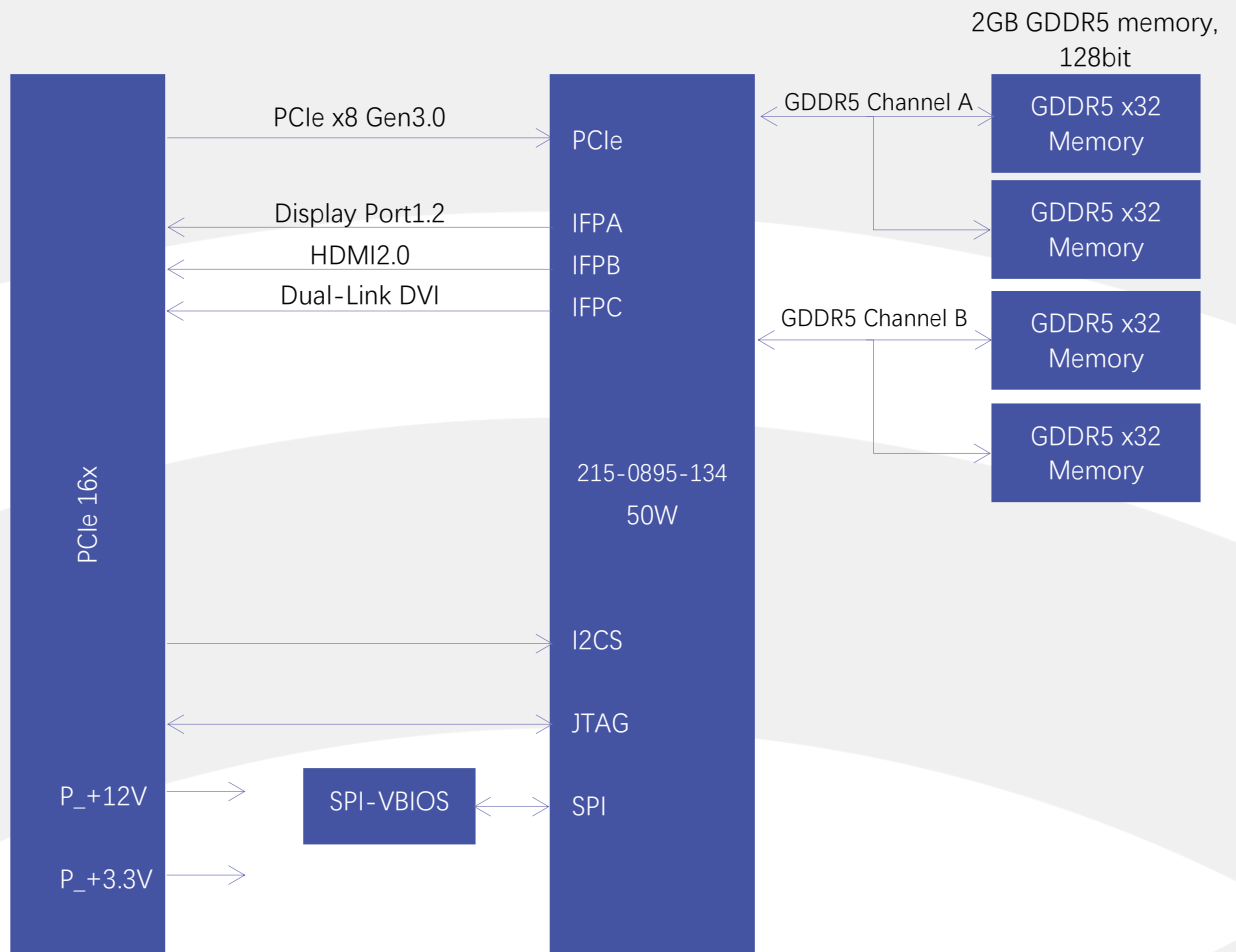 2GB GDDR5 memory,
128bit
PCIe 16x
PCIe x8 Gen3.0
Display Port1.2
HDMI2.0
Dual-Link DVI
PCIe
IFPA
IFPB
IFPC
215-0895-134
50W
I2CS
JTAG
SPI
SPI-VBIOS
P_+12V
P_+3.3V
GDDR5 Channel A
GDDR5 x32
Memory
GDDR5 x32
Memory
GDDR5 Channel B
GDDR5 x32
Memory
GDDR5 x32
Memory